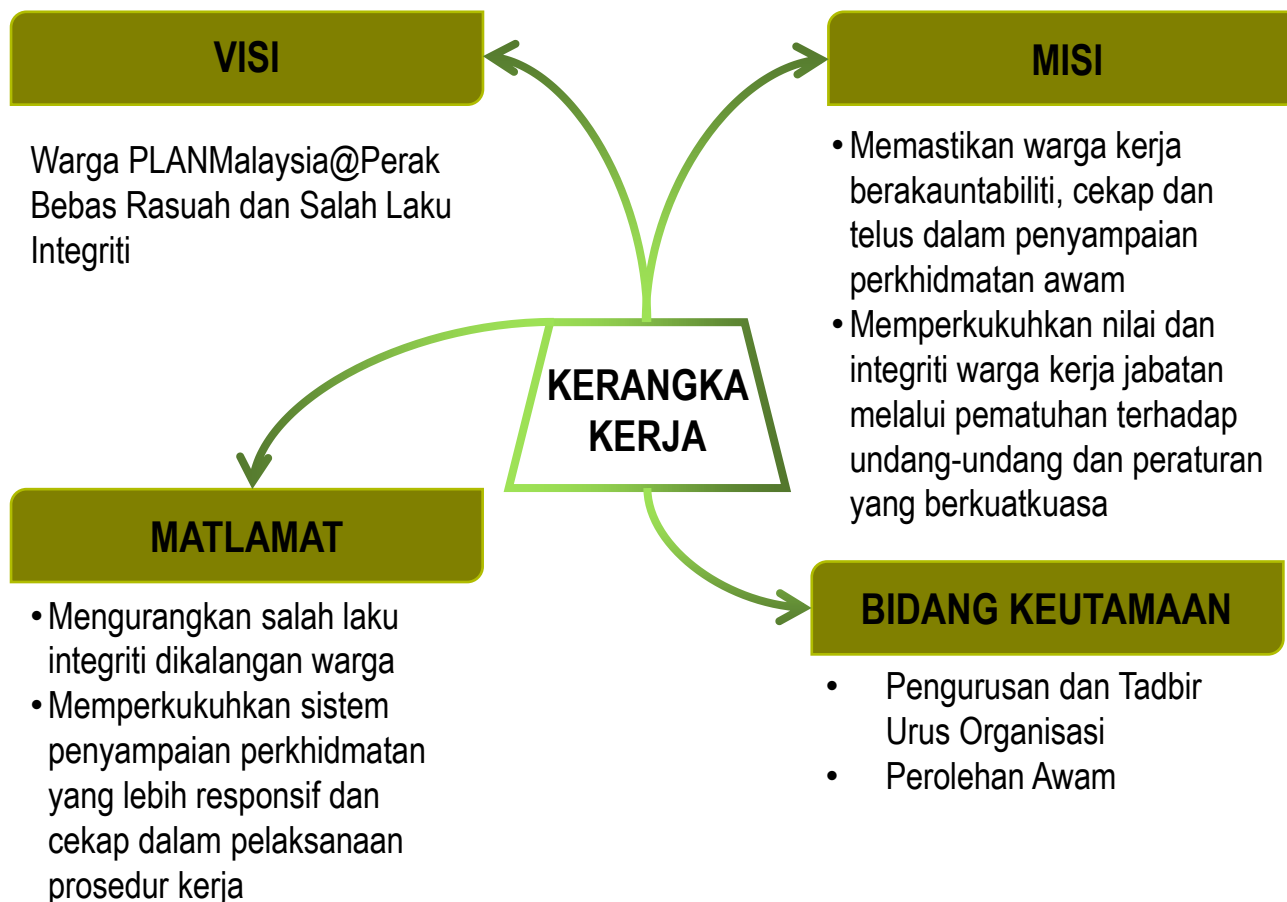 VISI
Warga PLANMalaysia@Perak
Bebas Rasuah dan Salah Laku
Integriti
MISI
• Memastikan warga kerja
berakauntabiliti, cekap dan
telus dalam penyampaian
perkhidmatan awam
• Memperkukuhkan nilai dan
integriti warga kerja jabatan
melalui pematuhan terhadap
undang-undang dan peraturan
yang berkuatkuasa
KERANGKA
KERJA
MATLAMAT
• Mengurangkan salah laku
integriti dikalangan warga
• Memperkukuhkan sistem
penyampaian perkhidmatan
yang lebih responsif dan
cekap dalam pelaksanaan
prosedur kerja
BIDANG KEUTAMAAN
• Pengurusan dan Tadbir
Urus Organisasi
• Perolehan Awam